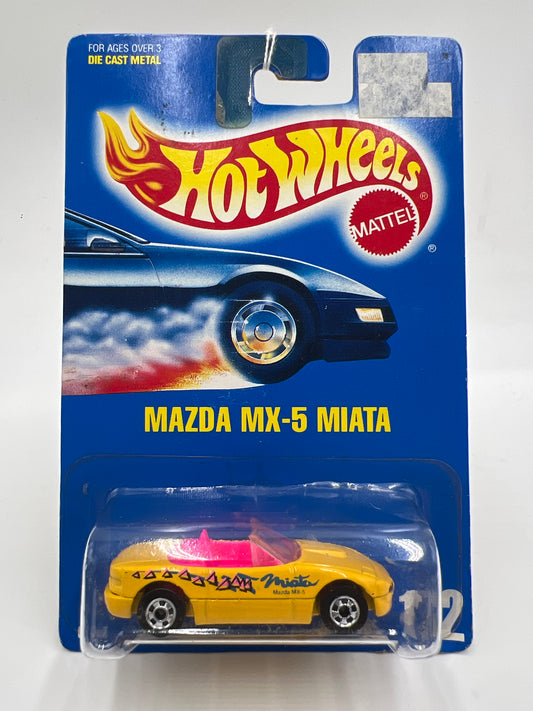 FOR AGES OVER 3
DIE CAST METAL
HOT WHEELS
®
MATTEL
®
MAZDA MX-5 MIATA
Miata
Mazda MX-5